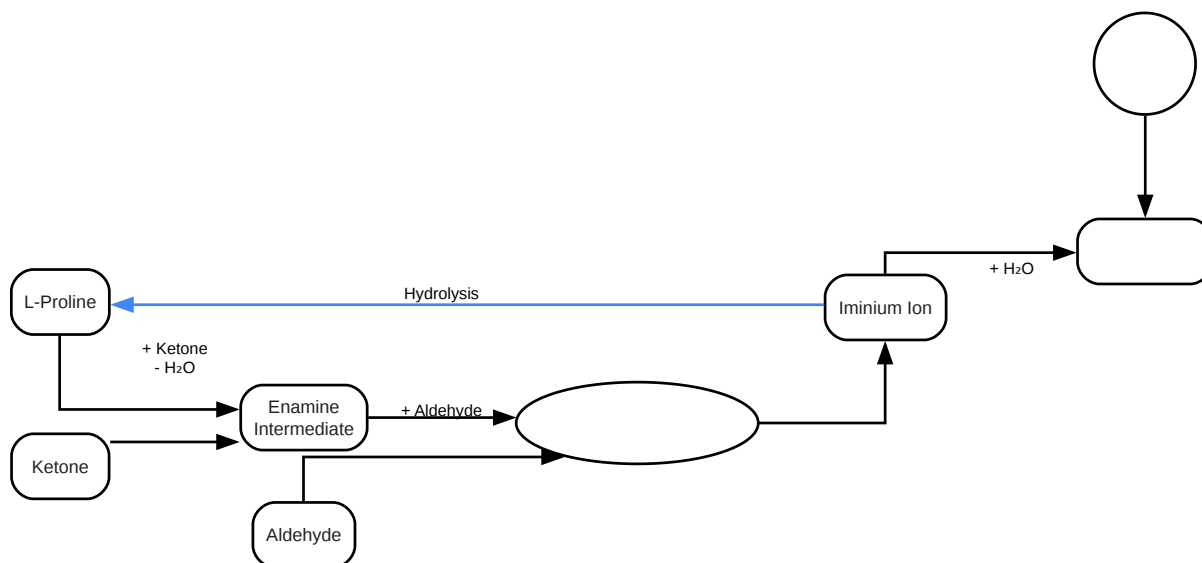 + H₂O
Iminium Ion
Hydrolysis
L-Proline
+ Ketone
- H₂O
Enamine
Intermediate
+ Aldehyde
Ketone
Aldehyde